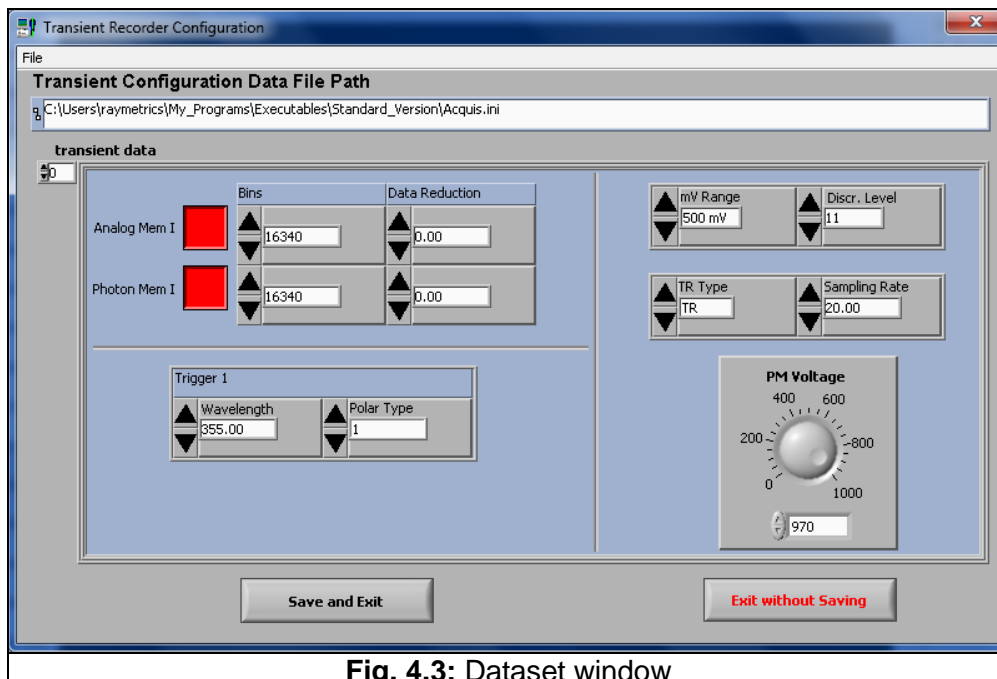 Transient Recorder Configuration
File
Transient Configuration Data File Path
C:\Users\raymetrics\My_Programs\Executables\Standard_Version\Acquis.ini
transient data
0
Bins Data Reduction
Analog Mem I 16340 0.00
Photon Mem I 16340 0.00
Trigger 1
Wavelength Polar Type
355.00 1
mV Range Discr. Level
500 mV 11
TR Type Sampling Rate
TR 20.00
PM Voltage
400 600
200 800
0 1000
970
Save and Exit Exit without Saving
Fig. 4.3: Dataset window